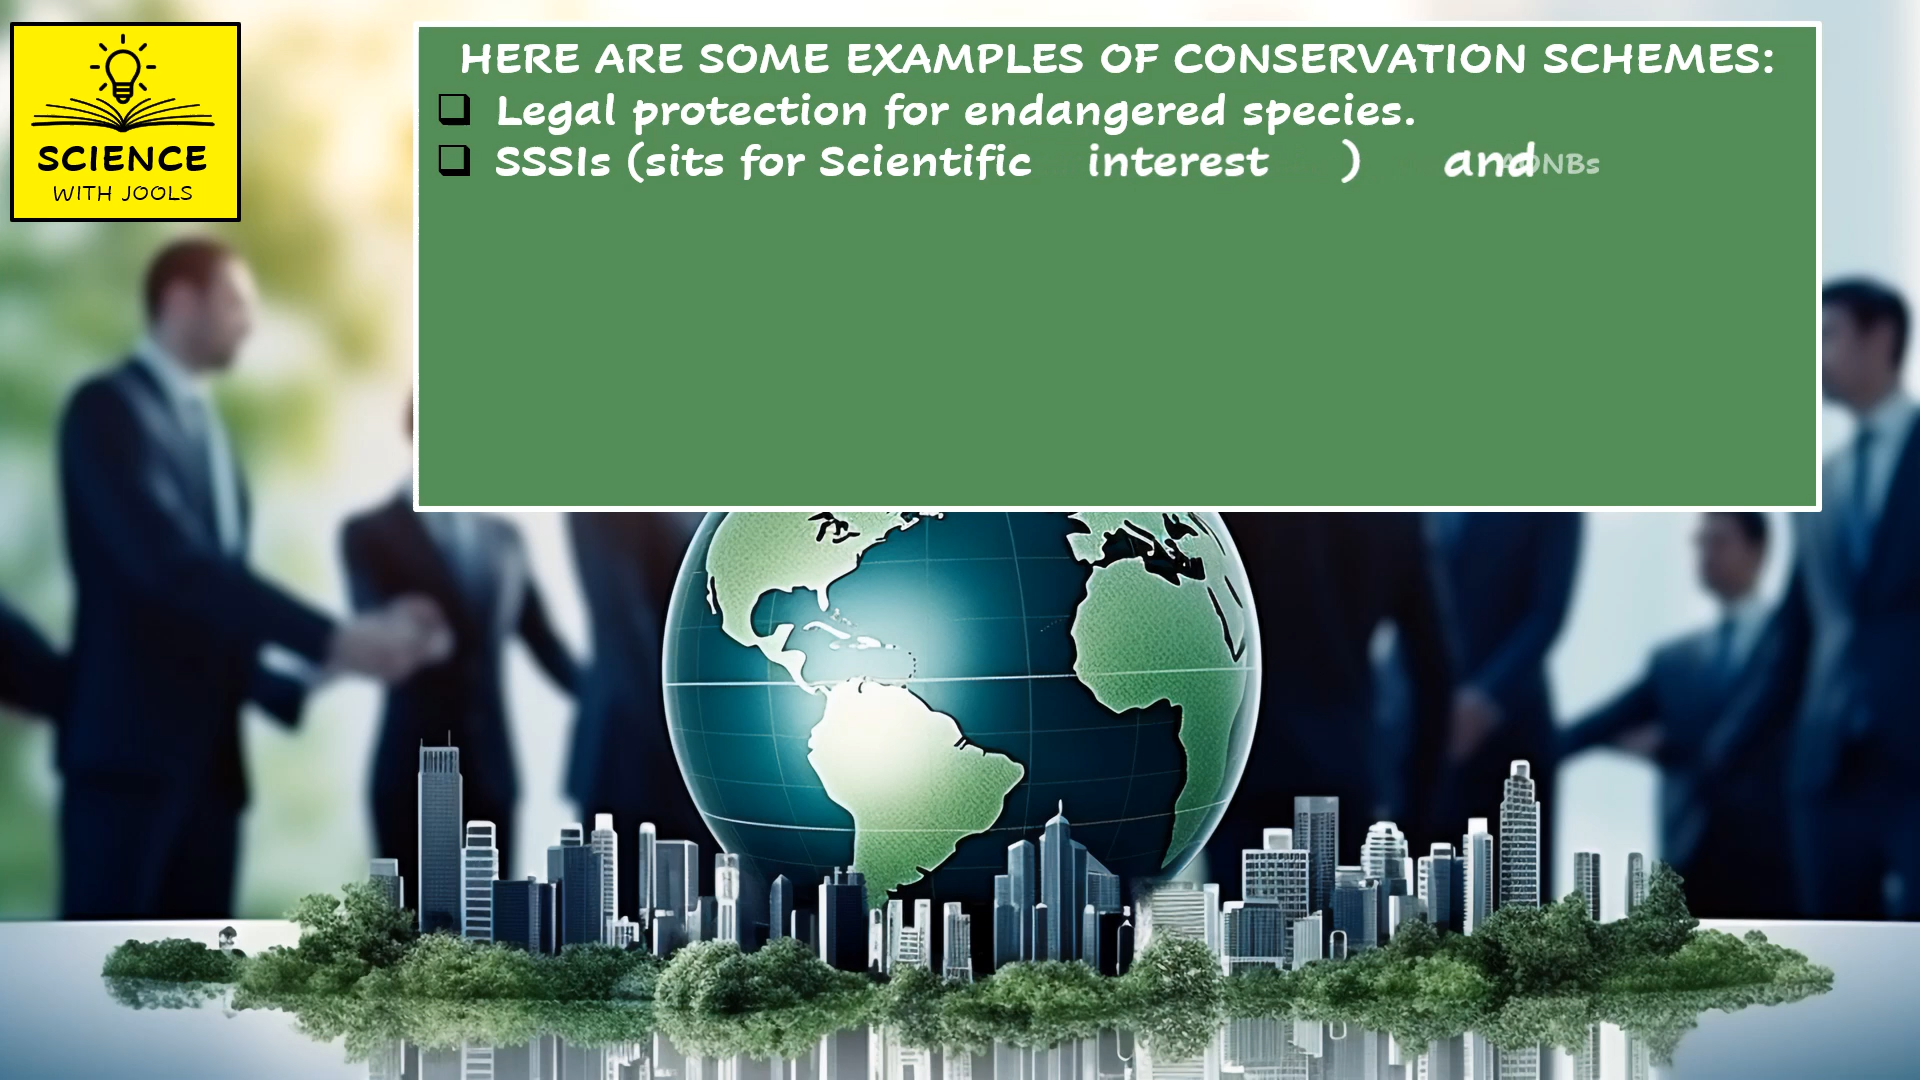 SCIENCE
WITH JOOLS
HERE ARE SOME EXAMPLES OF CONSERVATION SCHEMES:
Legal protection for endangered species.
SSSIs (sits for Scientific interest ) and AONBs